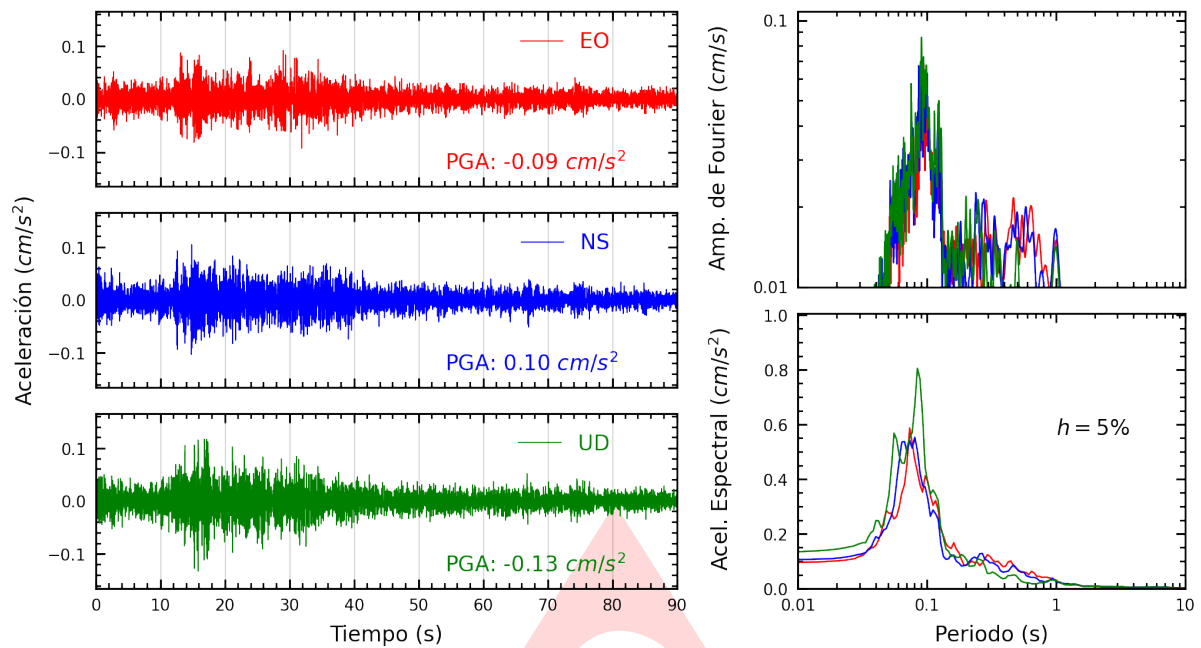 Aceleración (cm/s²)
0.1
0.0
−0.1
EO
PGA: -0.09 cm/s²
0.1
0.0
−0.1
NS
PGA: 0.10 cm/s²
0.1
0.0
−0.1
UD
PGA: -0.13 cm/s²
0 10 20 30 40 50 60 70 80 90
Tiempo (s)
Amp. de Fourier (cm/s)
0.1
0.01
Acel. Espectral (cm/s²)
1.0
0.8
0.6
0.4
0.2
0.0
h = 5%
0.01 0.1 1 10
Periodo (s)